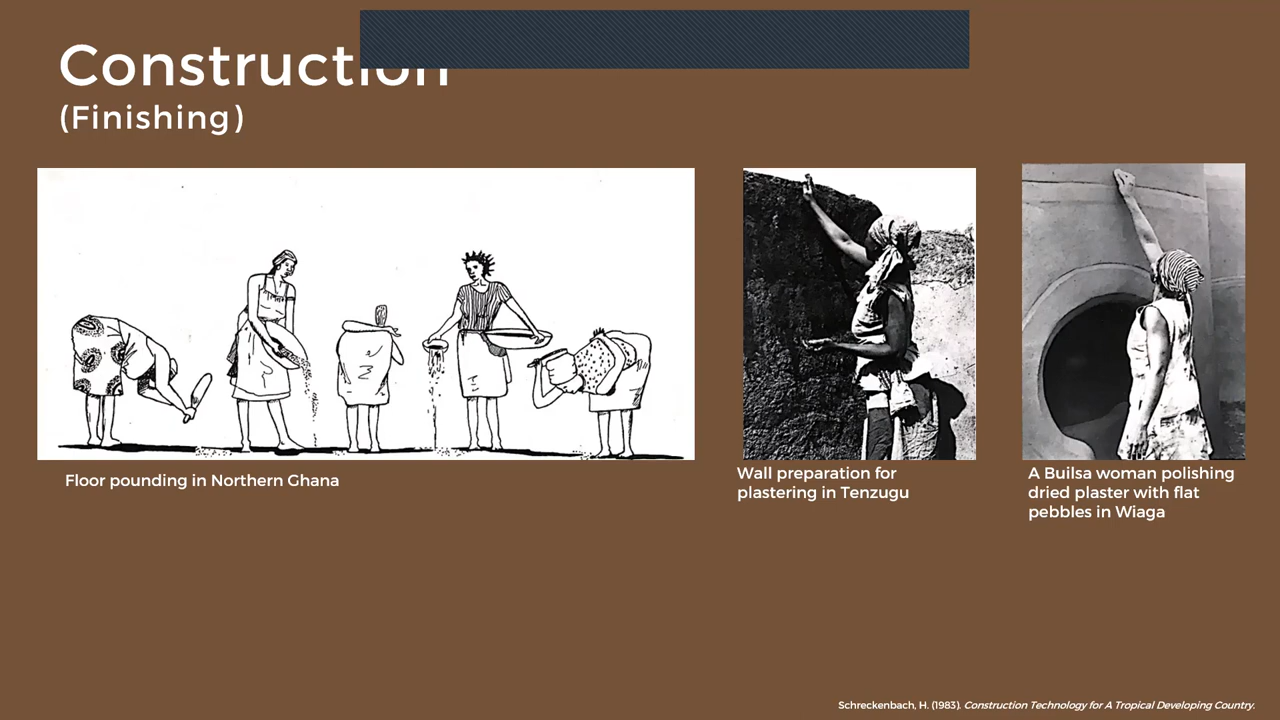 Construction
(Finishing)
Floor pounding in Northern Ghana
Wall preparation for
plastering in Tenzugu
A Builsa woman polishing
dried plaster with flat
pebbles in Wiaga
Schreckenbach, H. (1983). Construction Technology for A Tropical Developing Country.